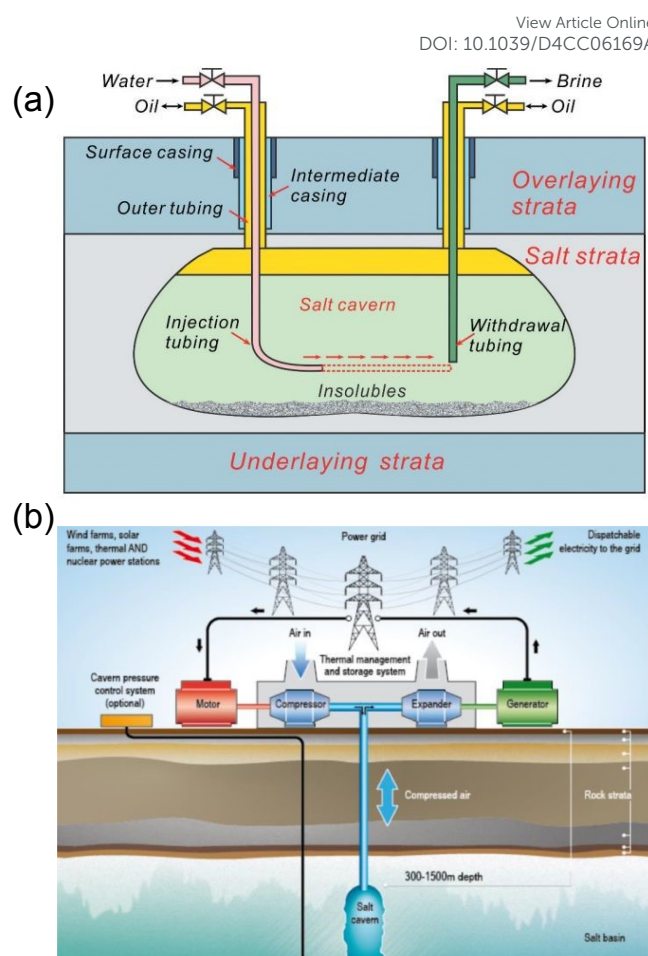 View Article Online
DOI: 10.1039/D4CC06169A
(a)
Water
Brine
Oil
Oil
Surface casing
Intermediate
casing
Outer tubing
Overlaying
strata
Salt strata
Salt cavern
Injection
tubing
Withdrawal
tubing
Insolubles
Underlaying strata
(b)
Wind farms, solar
farms, thermal AND
nuclear power stations
Power grid
Dispatchable
electricity to the grid
Air in
Air out
Thermal management
and storage system
Cavern pressure
control system
(optional)
Motor
Compressor
Expander
Generator
Compressed air
Rock strata
300-1500m depth
Salt
cavern
Salt basin